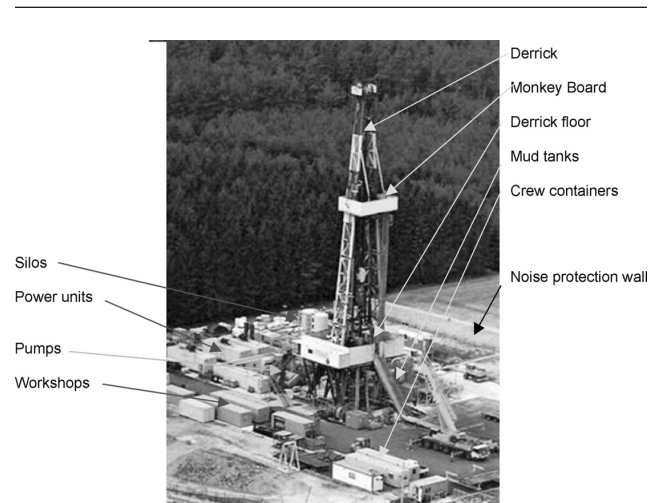 Derrick
Monkey Board
Derrick floor
Mud tanks
Crew containers
Noise protection wall
Silos
Power units
Pumps
Workshops